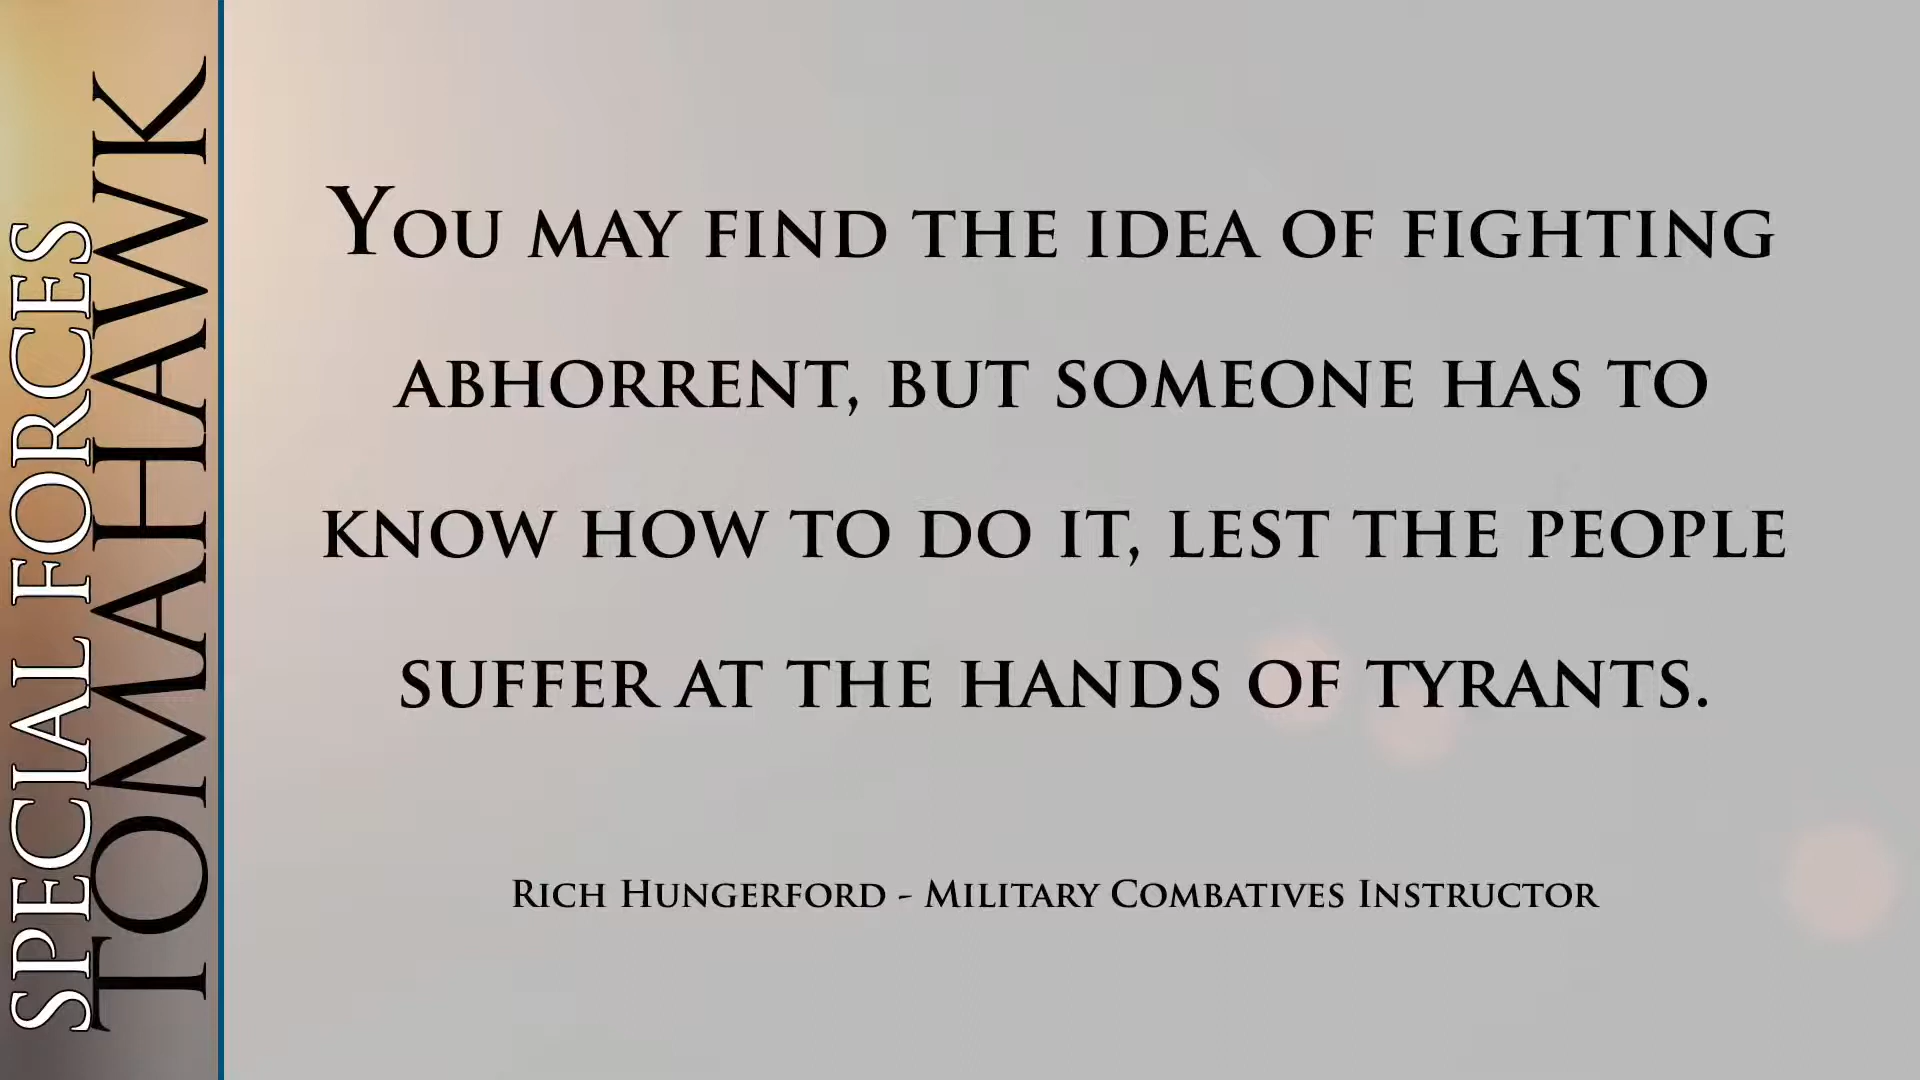 SPECIAL FORCES
TOMAHAWK
You may find the idea of fighting
abhorrent, but someone has to
know how to do it, lest the people
suffer at the hands of tyrants.
Rich Hungerford - Military Combatives Instructor